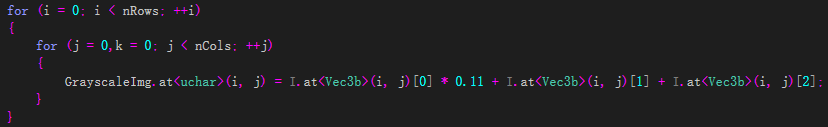 for (i = 0; i < nRows; ++i)
{
for (j = 0,k = 0; j < nCols; ++j)
{
GrayscaleImg.at<uchar>(i, j) = I.at<Vec3b>(i, j)[0] * 0.11 + I.at<Vec3b>(i, j)[1] + I.at<Vec3b>(i, j)[2];
}
}